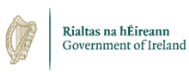 Rialtas na hÉireann
Government of Ireland